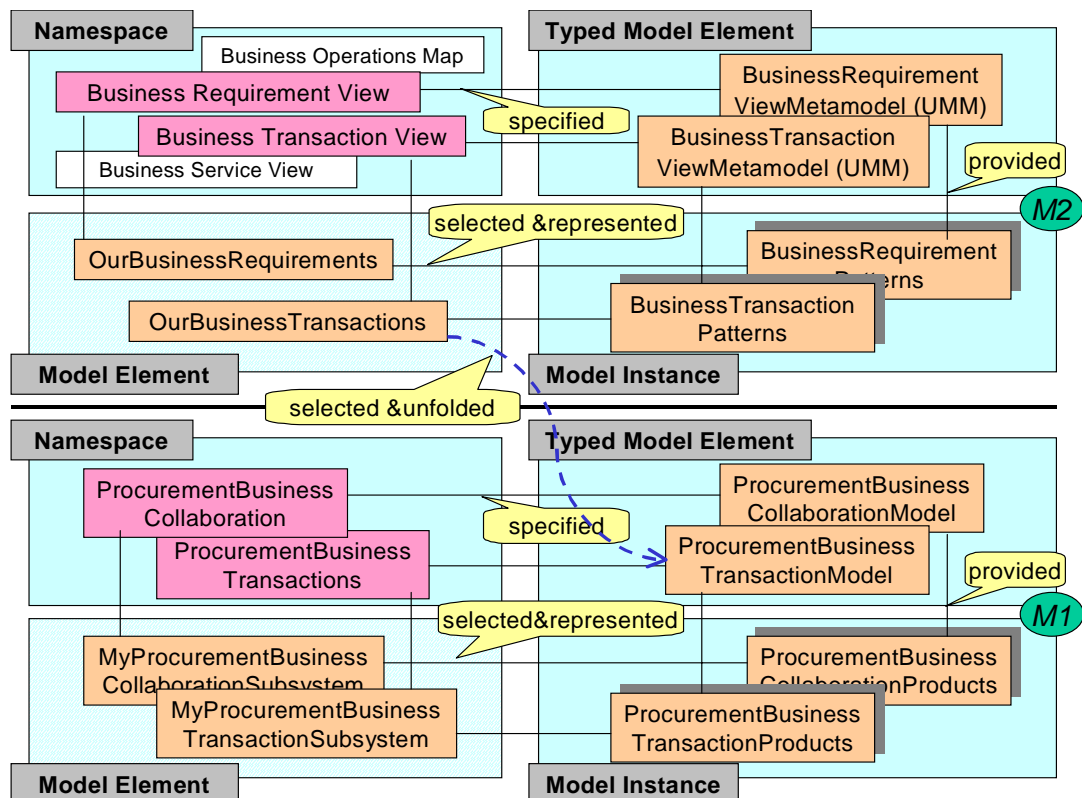 Namespace
Typed Model Element
Business Operations Map
Business Requirement View
BusinessRequirement
ViewMetamodel (UMM)
specified
Business Transaction View
BusinessTransaction
ViewMetamodel (UMM)
Business Service View
provided
M2
selected &represented
OurBusinessRequirements
BusinessRequirement
Patterns
OurBusinessTransactions
BusinessTransaction
Patterns
Model Element
Model Instance
selected &unfolded
Namespace
Typed Model Element
ProcurementBusiness
Collaboration
ProcurementBusiness
CollaborationModel
specified
ProcurementBusiness
Transactions
ProcurementBusiness
TransactionModel
provided
M1
selected&represented
MyProcurementBusiness
CollaborationSubsystem
ProcurementBusiness
CollaborationProducts
MyProcurementBusiness
TransactionSubsystem
ProcurementBusiness
TransactionProducts
Model Element
Model Instance